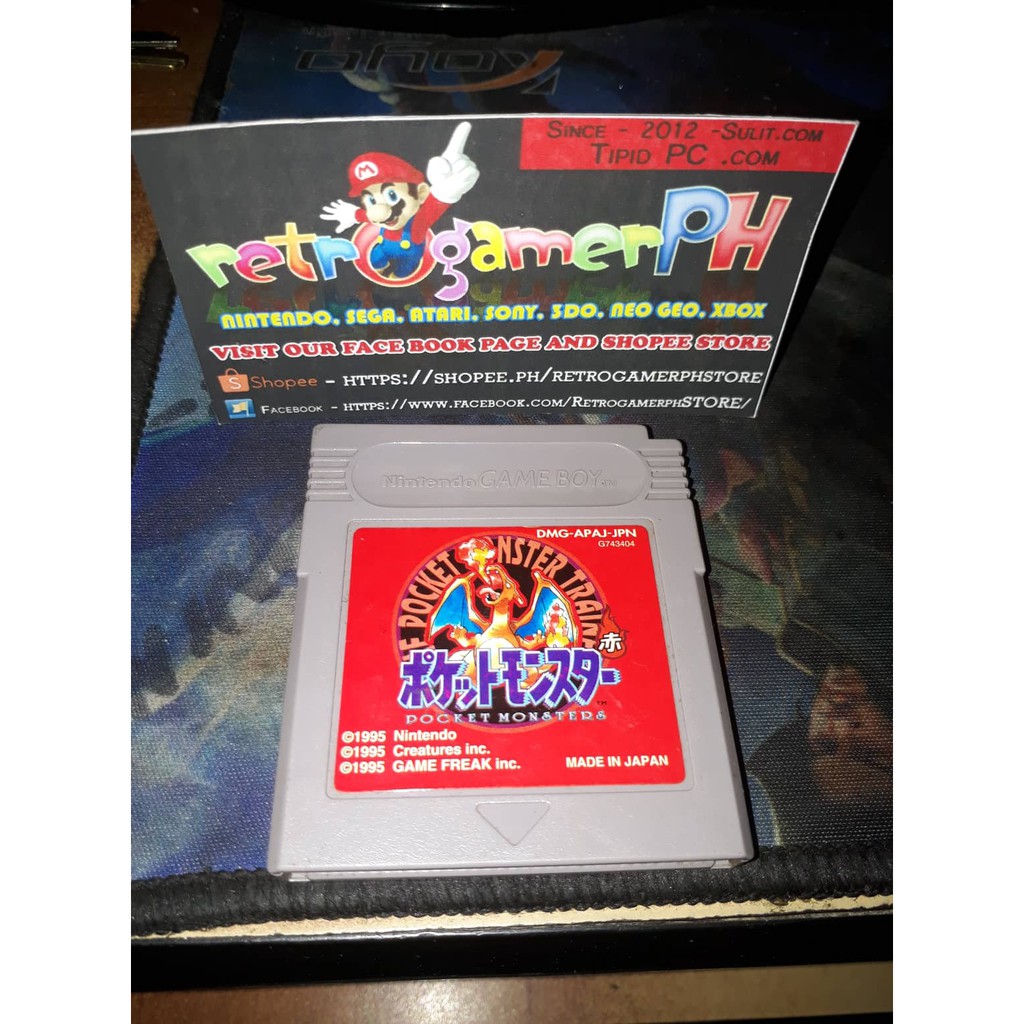 Koyo
SINCE - 2012 -SULIT.COM
TIPID PC .COM
retrogamerPH
NINTENDO, SEGA, ATARI, SONY, 3DO, NEO GEO, XBOX
VISIT OUR FACE BOOK PAGE AND SHOPEE STORE
Shopee - HTTPS://SHOPEE.PH/RETROGAMERPHSTORE
FACEBOOK - HTTPS://WWW.FACEBOOK.COM/RETROGAMERPHSTORE/
Nintendo GAME BOY
DMG-APAJ-JPN
G743404
POCKET MONSTER TRAINE
赤
ポケットモンスター
POCKET MONSTERS
©1995 Nintendo
©1995 Creatures inc.
©1995 GAME FREAK inc.
MADE IN JAPAN